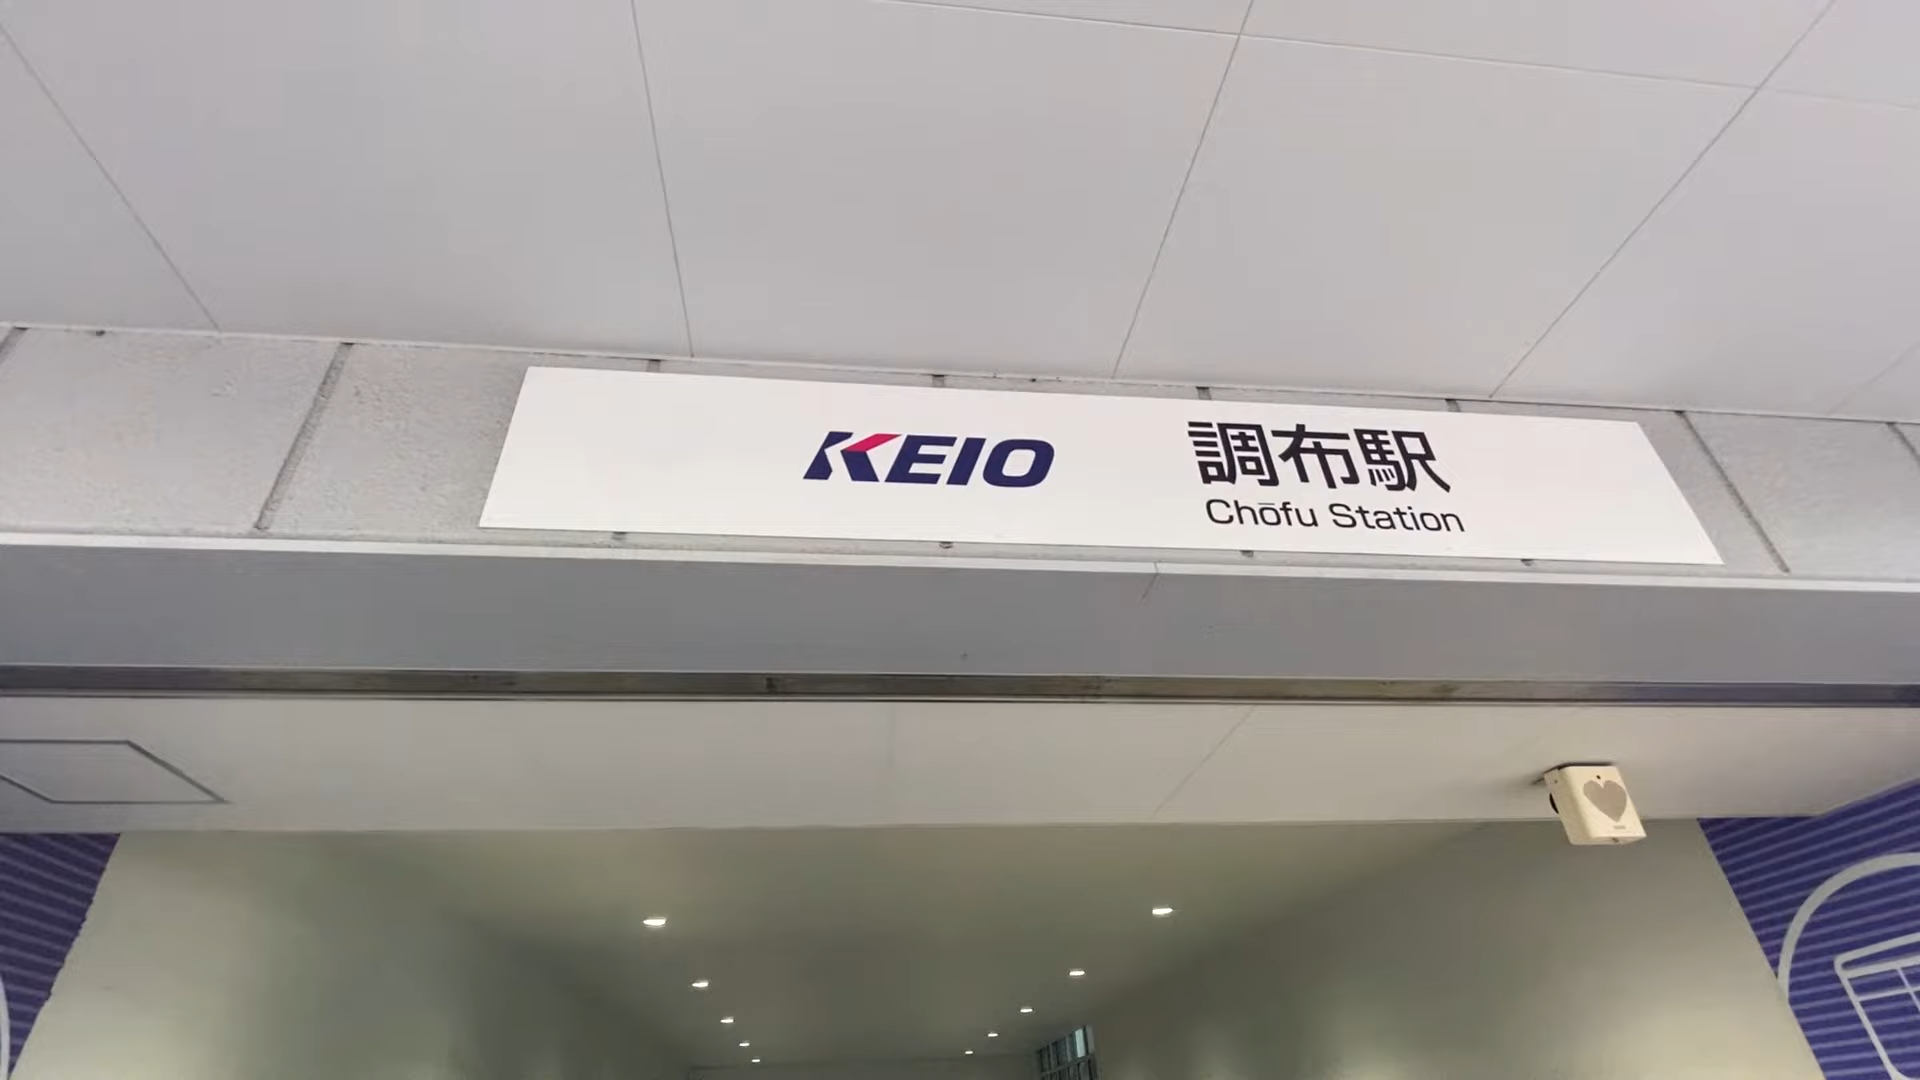 KEIO
調布駅
Chōfu Station